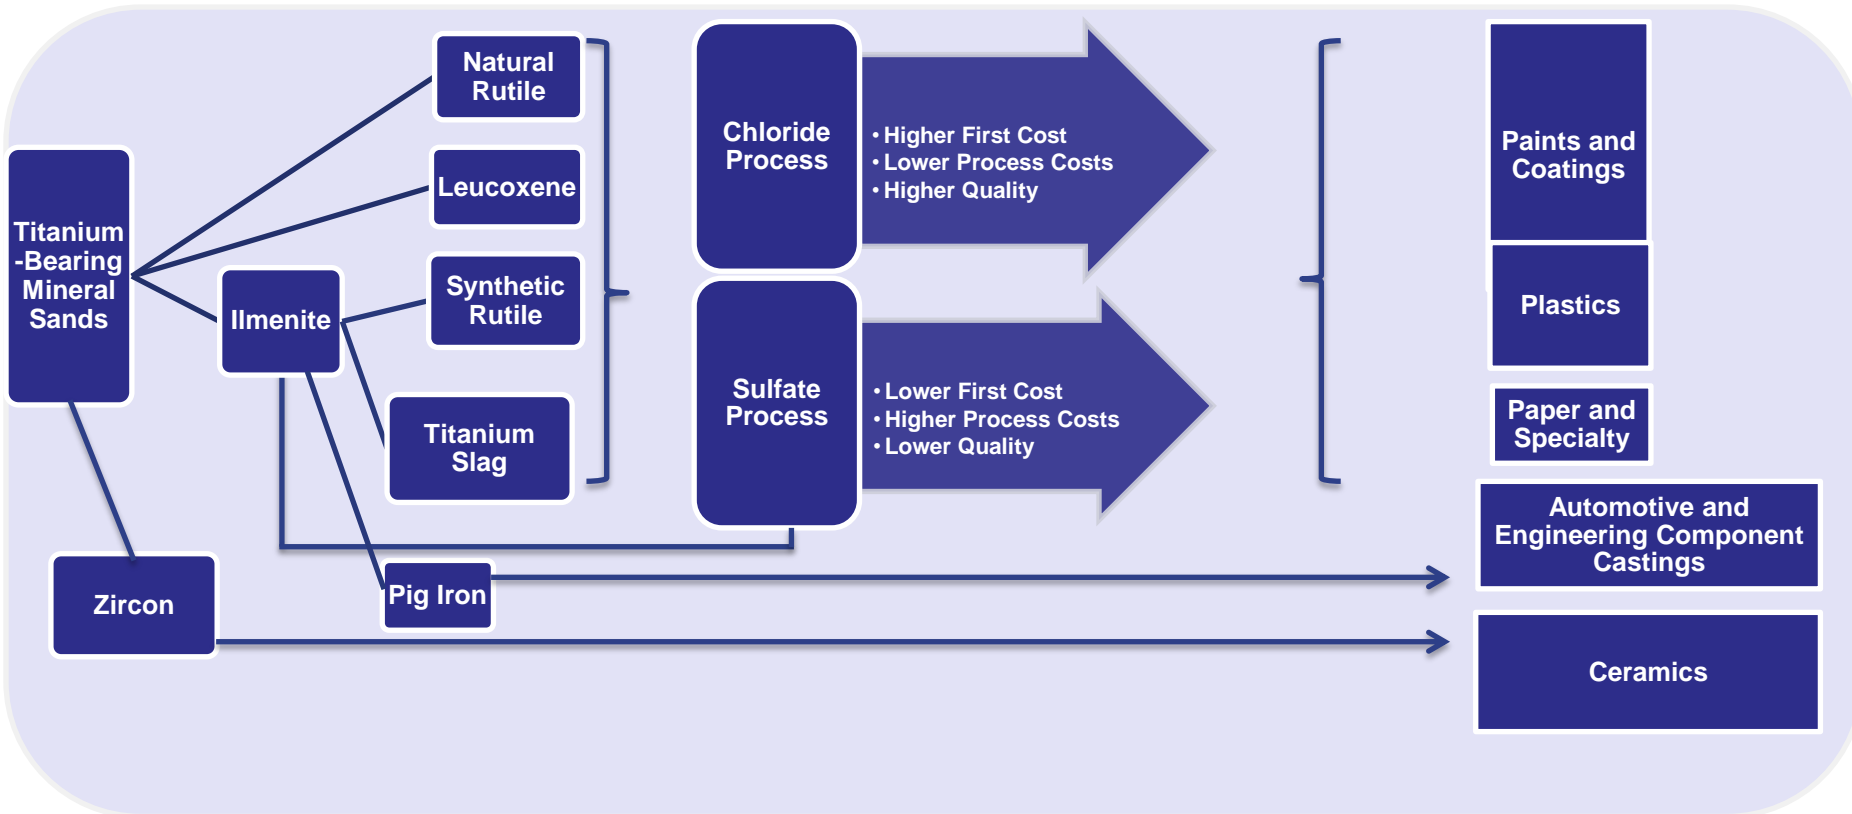 Titanium
-Bearing
Mineral
Sands
Natural
Rutile
Leucoxene
Ilmenite
Synthetic
Rutile
Titanium
Slag
Zircon
Pig Iron
Chloride
Process
• Higher First Cost
• Lower Process Costs
• Higher Quality
Sulfate
Process
• Lower First Cost
• Higher Process Costs
• Lower Quality
Paints and
Coatings
Plastics
Paper and
Specialty
Automotive and
Engineering Component
Castings
Ceramics